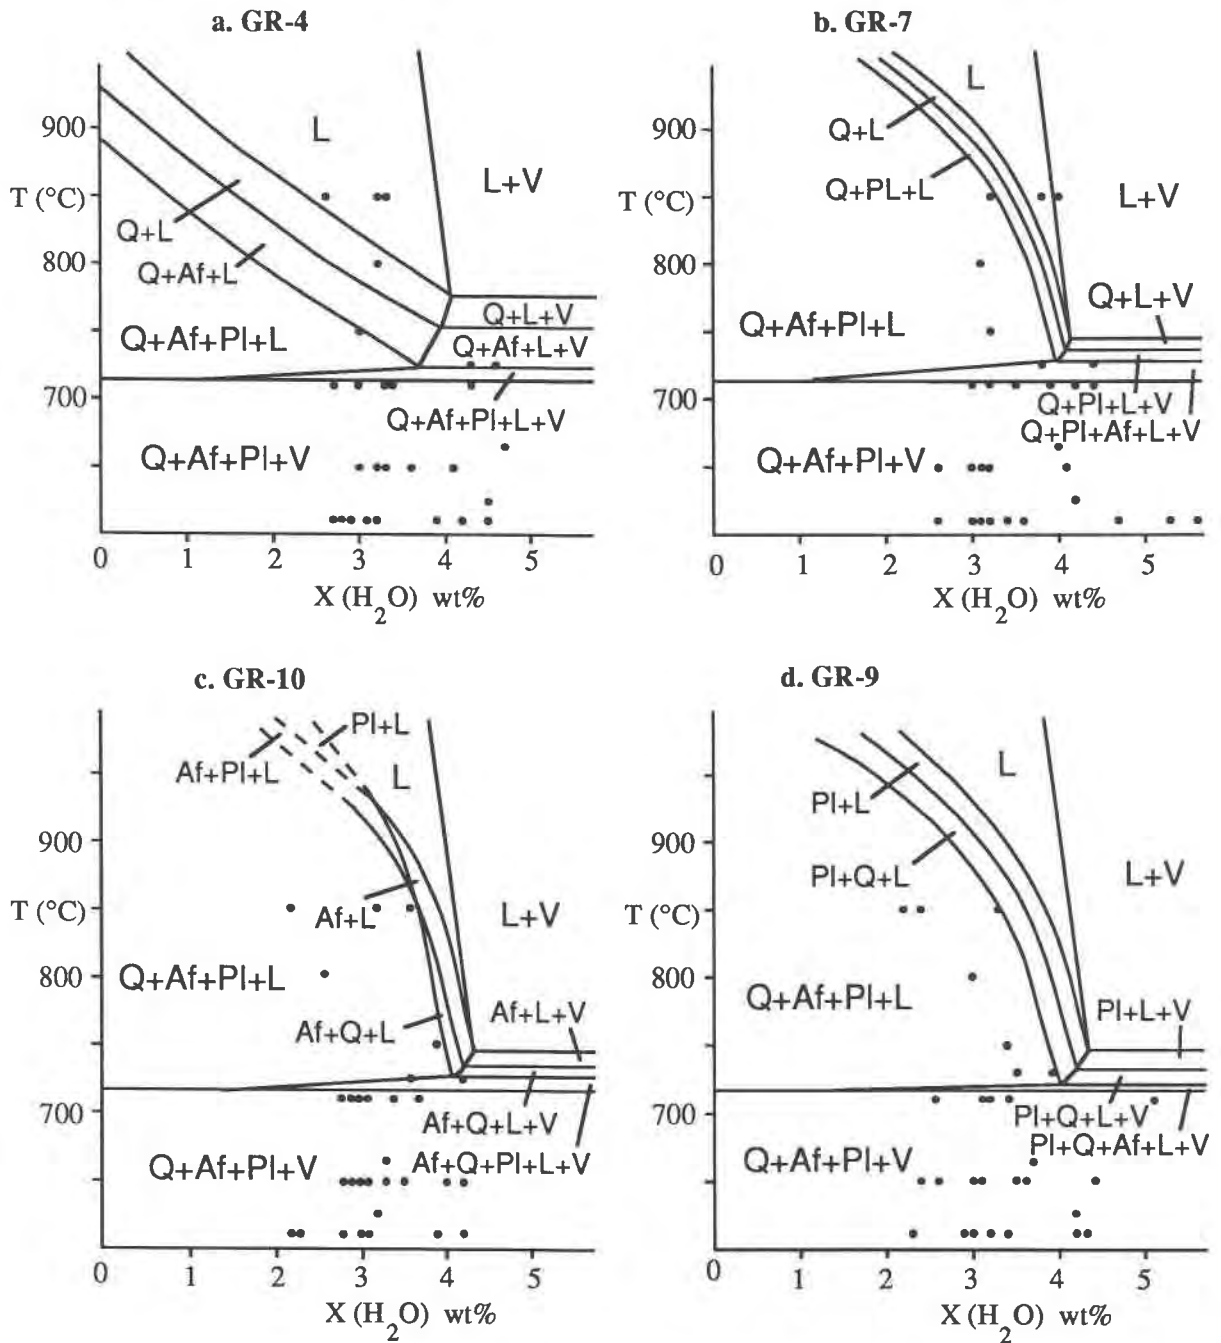 a. GR-4
L
900
T (°C)
L+V
Q+L
800
Q+Af+L
Q+L+V
Q+Af+Pl+L
Q+Af+L+V
700
Q+Af+Pl+L+V
Q+Af+Pl+V
0 1 2 3 4 5
X (H2O) wt%
b. GR-7
L
900
Q+L
Q+PL+L
T (°C)
L+V
800
Q+L+V
Q+Af+Pl+L
700
Q+Pl+L+V
Q+Pl+Af+L+V
Q+Af+Pl+V
0 1 2 3 4 5
X (H2O) wt%
c. GR-10
Pl+L
Af+Pl+L
L
900
T (°C)
Af+L
L+V
Q+Af+Pl+L
800
Af+L+V
Af+Q+L
700
Af+Q+L+V
Q+Af+Pl+V
Af+Q+Pl+L+V
0 1 2 3 4 5
X (H2O) wt%
d. GR-9
L
Pl+L
900
Pl+Q+L
L+V
T (°C)
800
Q+Af+Pl+L
Pl+L+V
700
Pl+Q+L+V
Pl+Q+Af+L+V
Q+Af+Pl+V
0 1 2 3 4 5
X (H2O) wt%